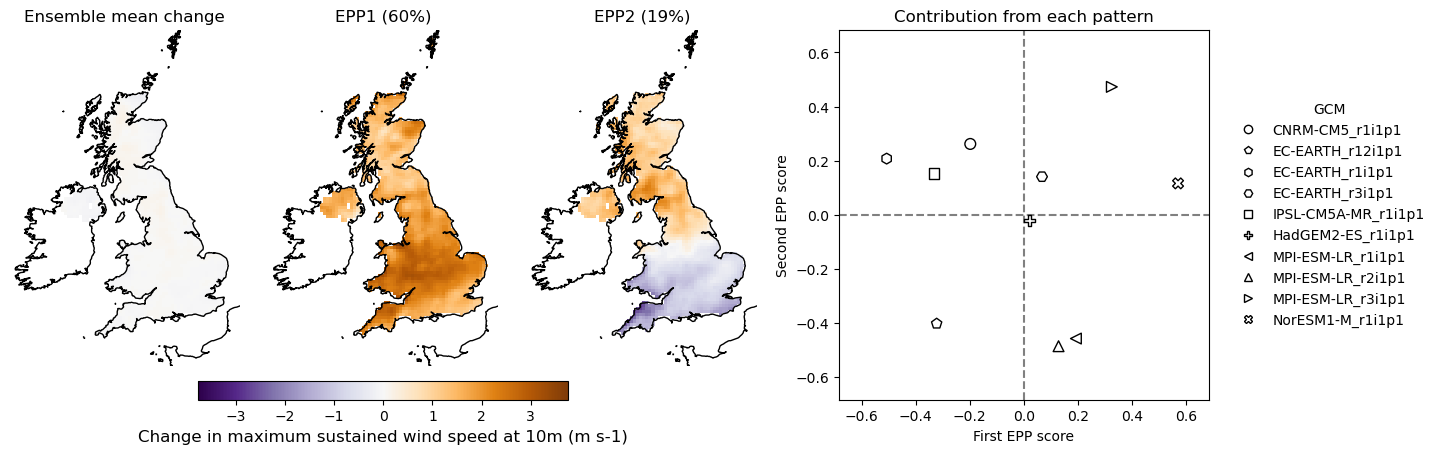 Ensemble mean change
EPP1 (60%)
EPP2 (19%)
−3 −2 −1 0 1 2 3
Change in maximum sustained wind speed at 10m (m s-1)
Contribution from each pattern
Second EPP score
0.6
0.4
0.2
0.0
−0.2
−0.4
−0.6
−0.6 −0.4 −0.2 0.0 0.2 0.4 0.6
First EPP score
GCM
CNRM-CM5_r1i1p1
EC-EARTH_r12i1p1
EC-EARTH_r1i1p1
EC-EARTH_r3i1p1
IPSL-CM5A-MR_r1i1p1
HadGEM2-ES_r1i1p1
MPI-ESM-LR_r1i1p1
MPI-ESM-LR_r2i1p1
MPI-ESM-LR_r3i1p1
NorESM1-M_r1i1p1